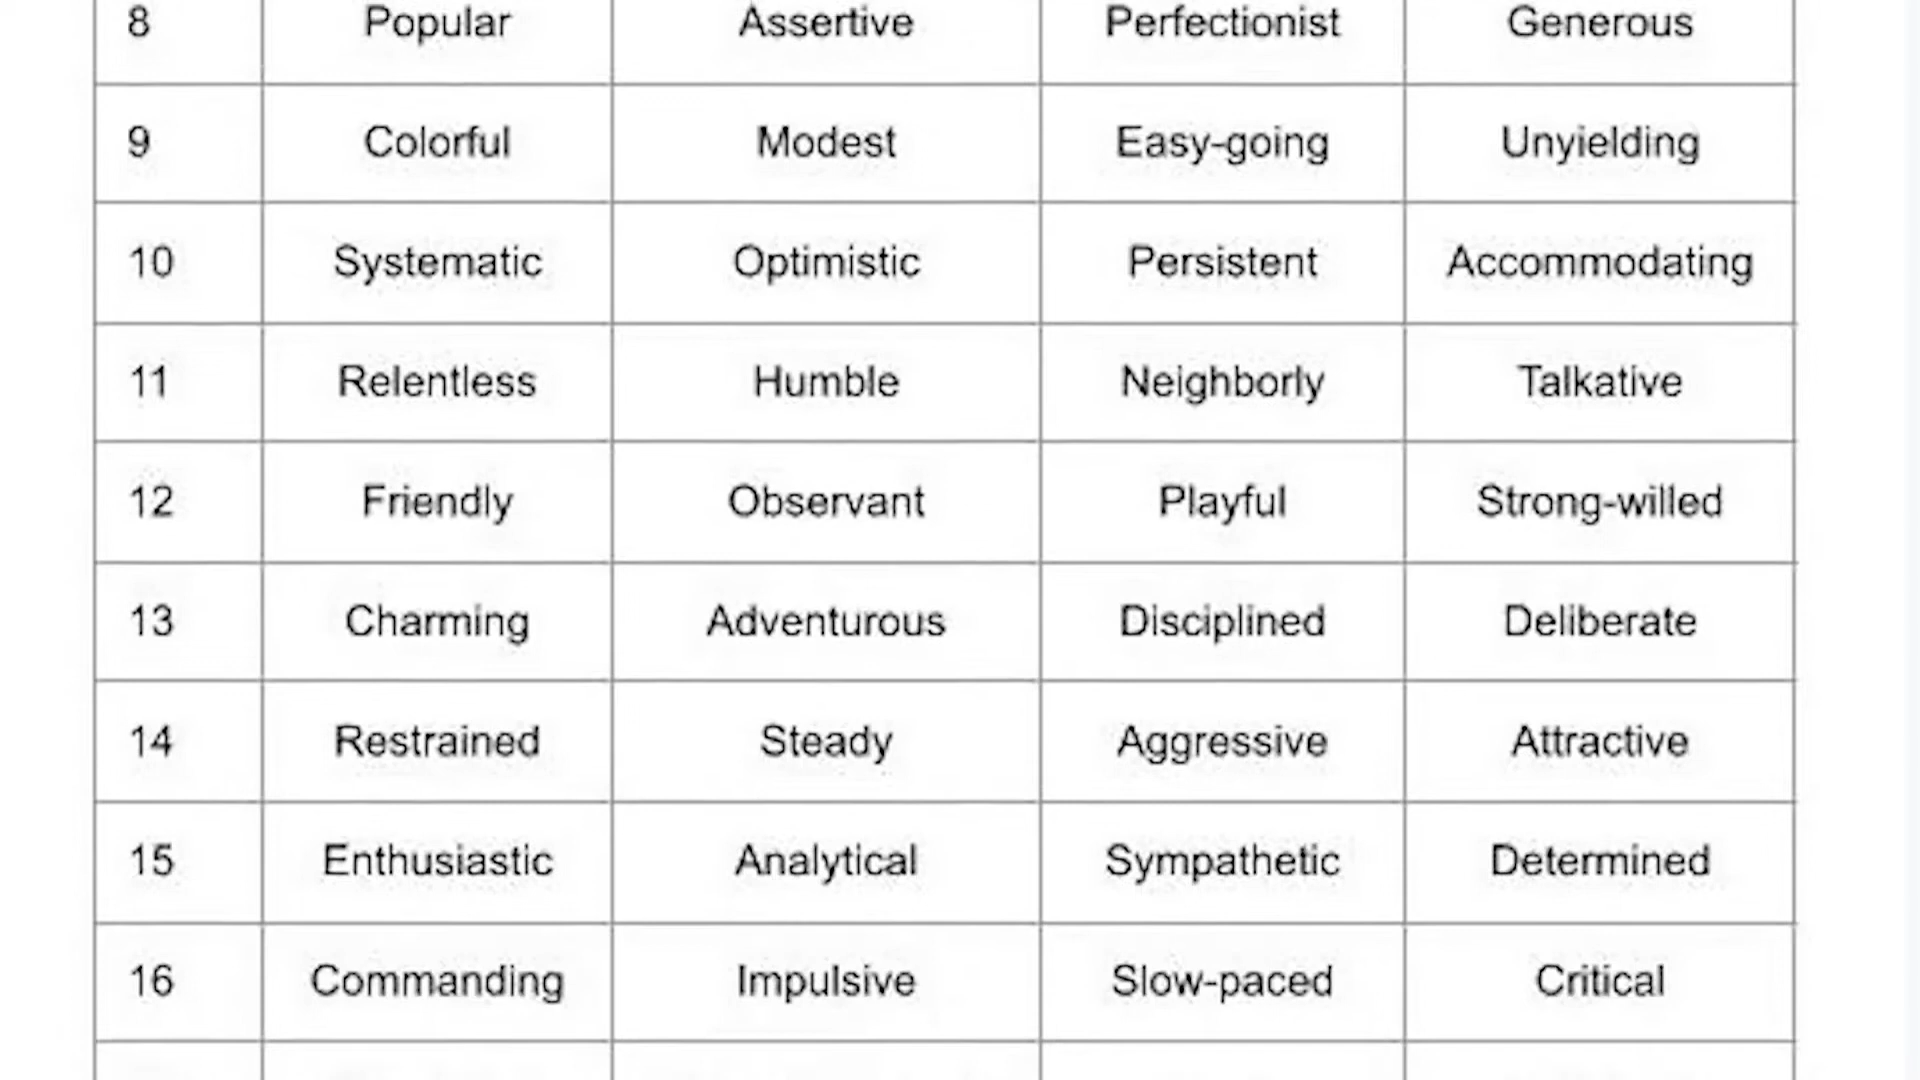 8 Popular Assertive Perfectionist Generous
9 Colorful Modest Easy-going Unyielding
10 Systematic Optimistic Persistent Accommodating
11 Relentless Humble Neighborly Talkative
12 Friendly Observant Playful Strong-willed
13 Charming Adventurous Disciplined Deliberate
14 Restrained Steady Aggressive Attractive
15 Enthusiastic Analytical Sympathetic Determined
16 Commanding Impulsive Slow-paced Critical